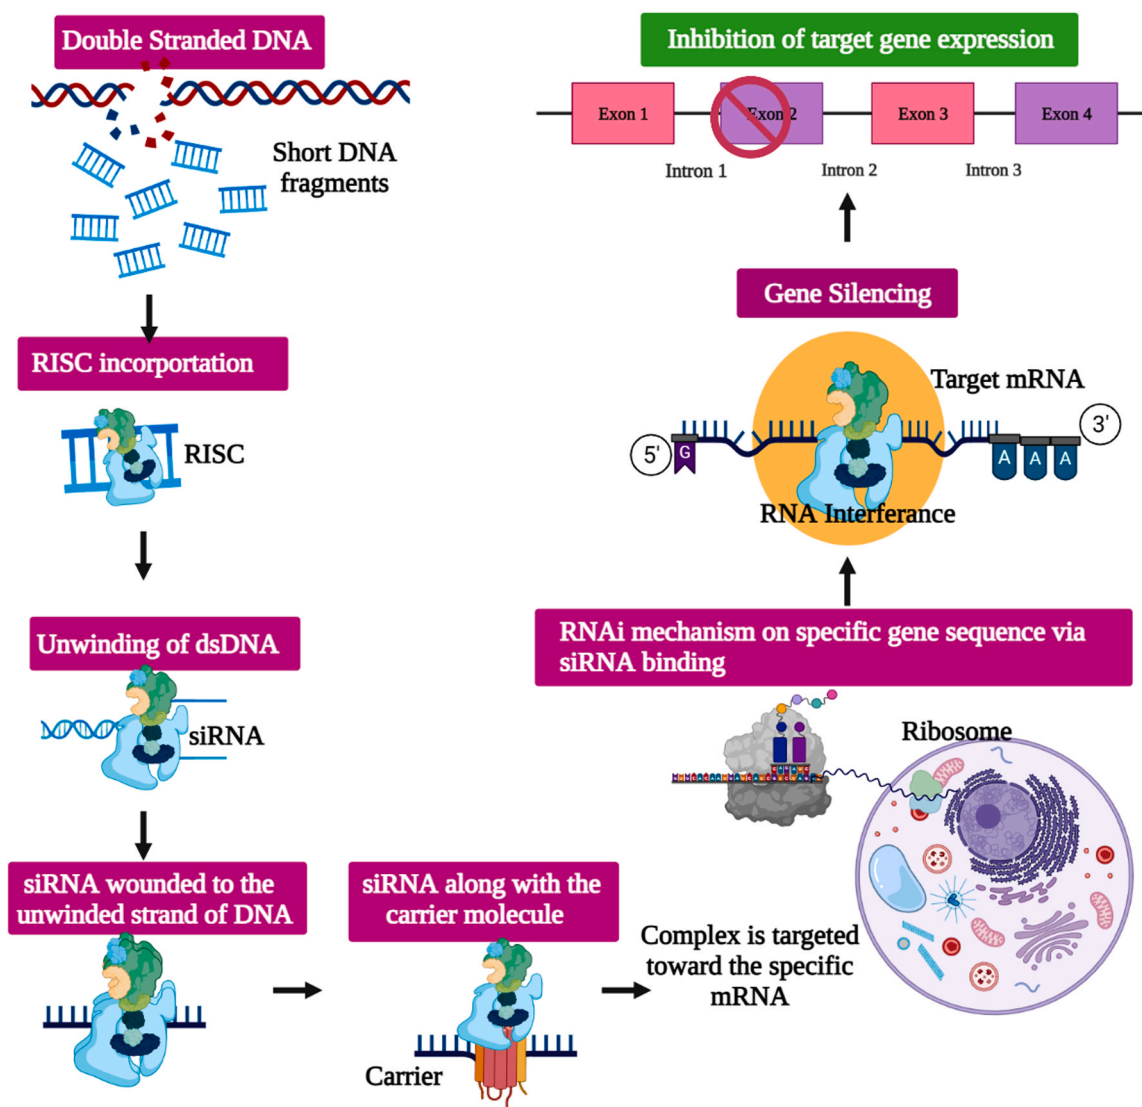 Double Stranded DNA
Short DNA
fragments
RISC incorportation
RISC
Unwinding of dsDNA
siRNA
siRNA wounded to the
unwinded strand of DNA
siRNA along with the
carrier molecule
Carrier
Complex is targeted
toward the specific
mRNA
Ribosome
RNAi mechanism on specific gene sequence via
siRNA binding
Gene Silencing
Target mRNA
5'
G
A A A
3'
RNA Interferance
Inhibition of target gene expression
Exon 1
Exon 2
Exon 3
Exon 4
Intron 1
Intron 2
Intron 3